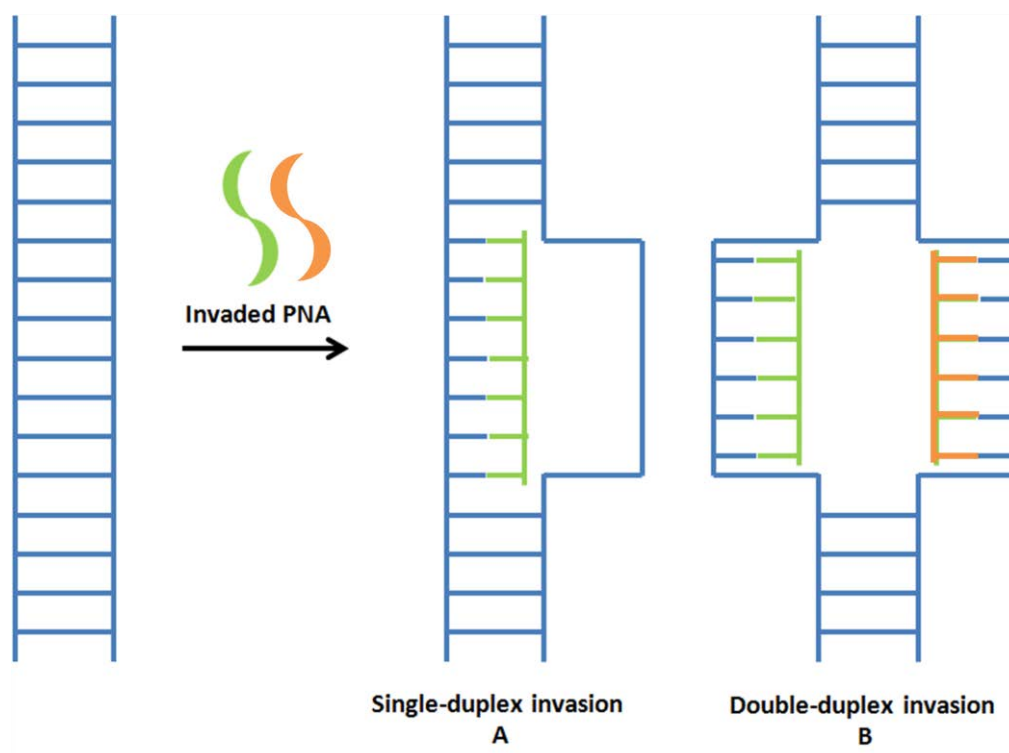 Invaded PNA
Single-duplex invasion
A
Double-duplex invasion
B